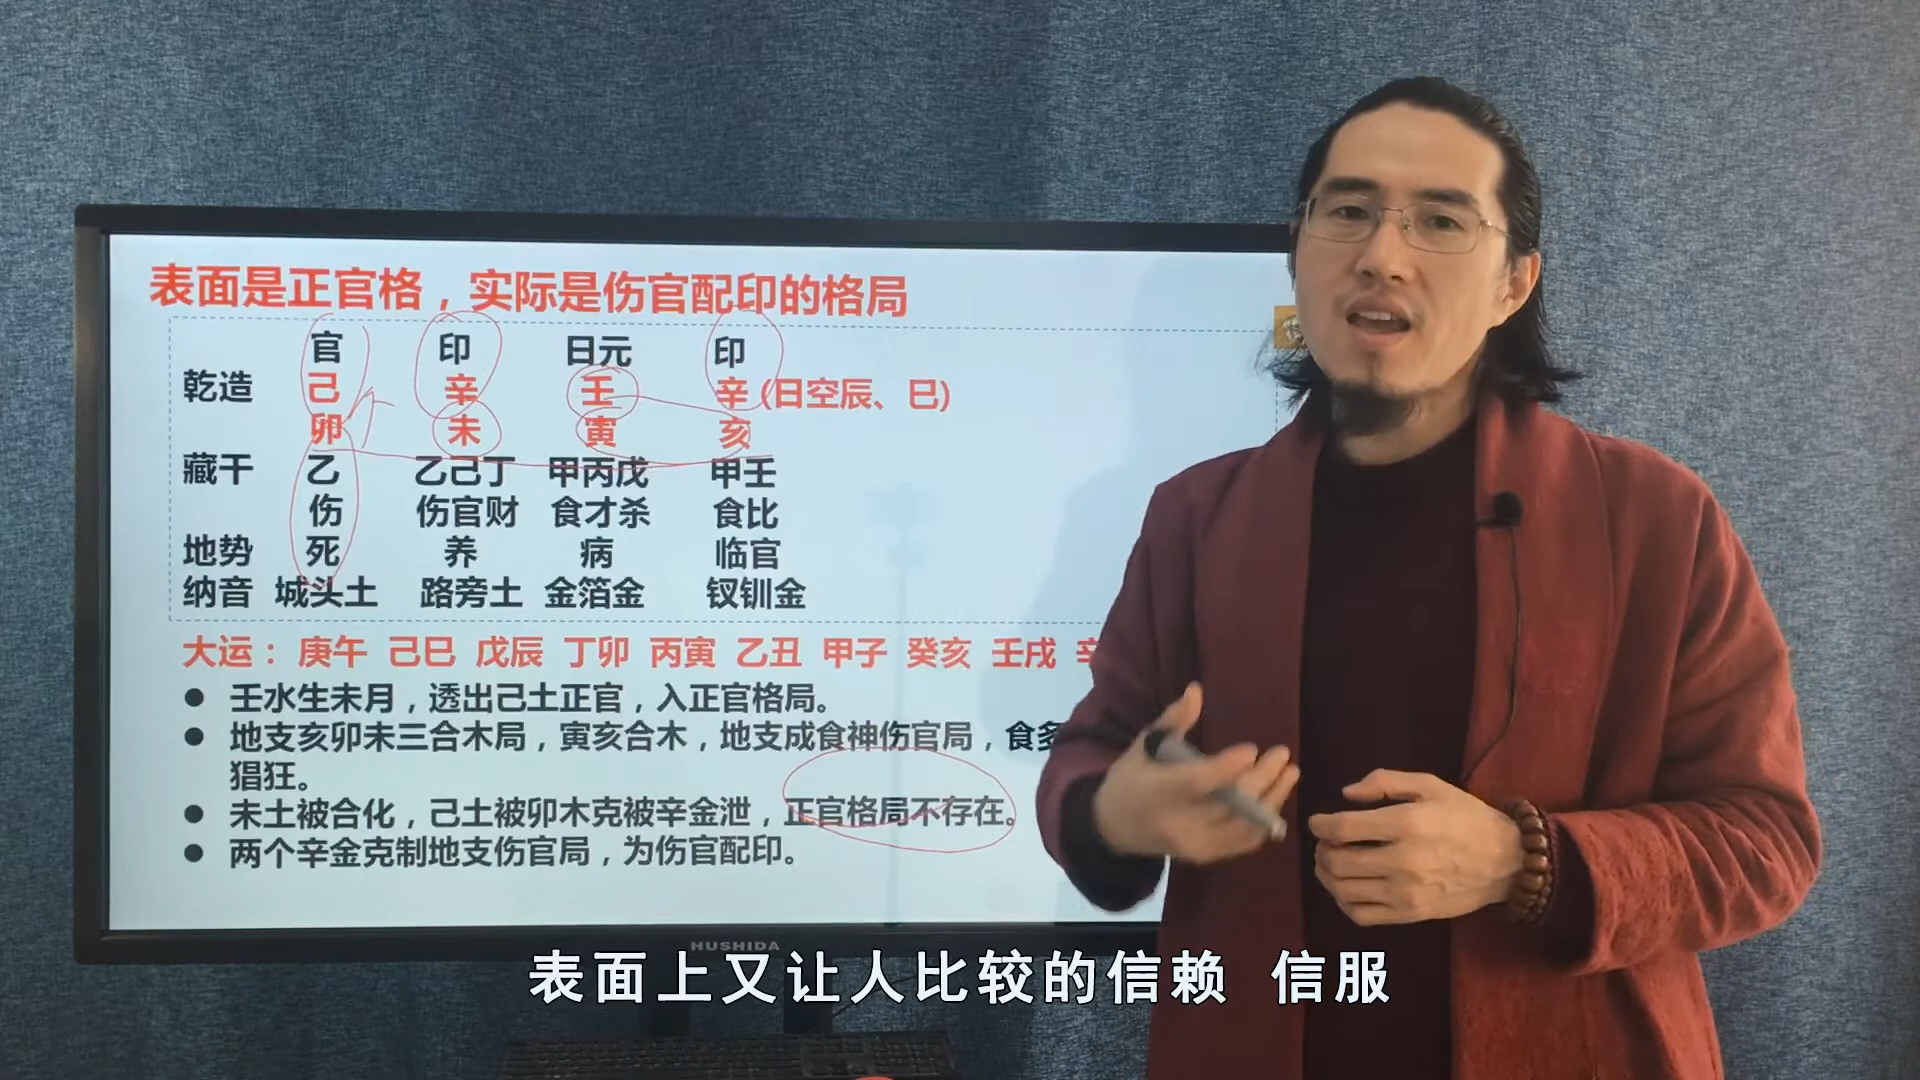 表面是正官格，实际是伤官配印的格局
官 印 日元 印
乾造 己 辛 壬 辛 (日空辰、巳)
卯 未 寅 亥
藏干 乙 乙己丁 甲丙戊 甲壬
伤 伤官财 食才杀 食比
地势 死 养 病 临官
纳音 城头土 路旁土 金箔金 钗钏金
大运： 庚午 己巳 戊辰 丁卯 丙寅 乙丑 甲子 癸亥 壬戌 辛
● 壬水生未月，透出己土正官，入正官格局。
● 地支亥卯未三合木局，寅亥合木，地支成食神伤官局，食多
猖狂。
● 未土被合化，己土被卯木克被辛金泄，正官格局不存在。
● 两个辛金克制地支伤官局，为伤官配印。
HUSHIDA
表面上又让人比较的信赖 信服